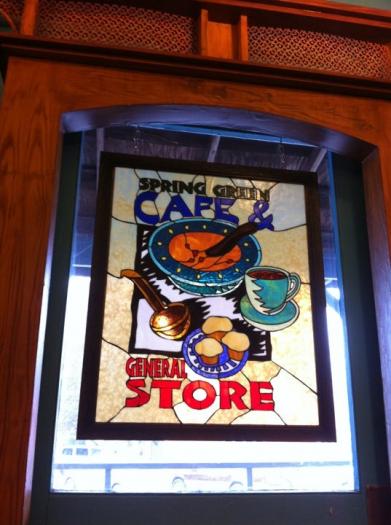 SPRING GREEN
CAFE &
GENERAL
STORE